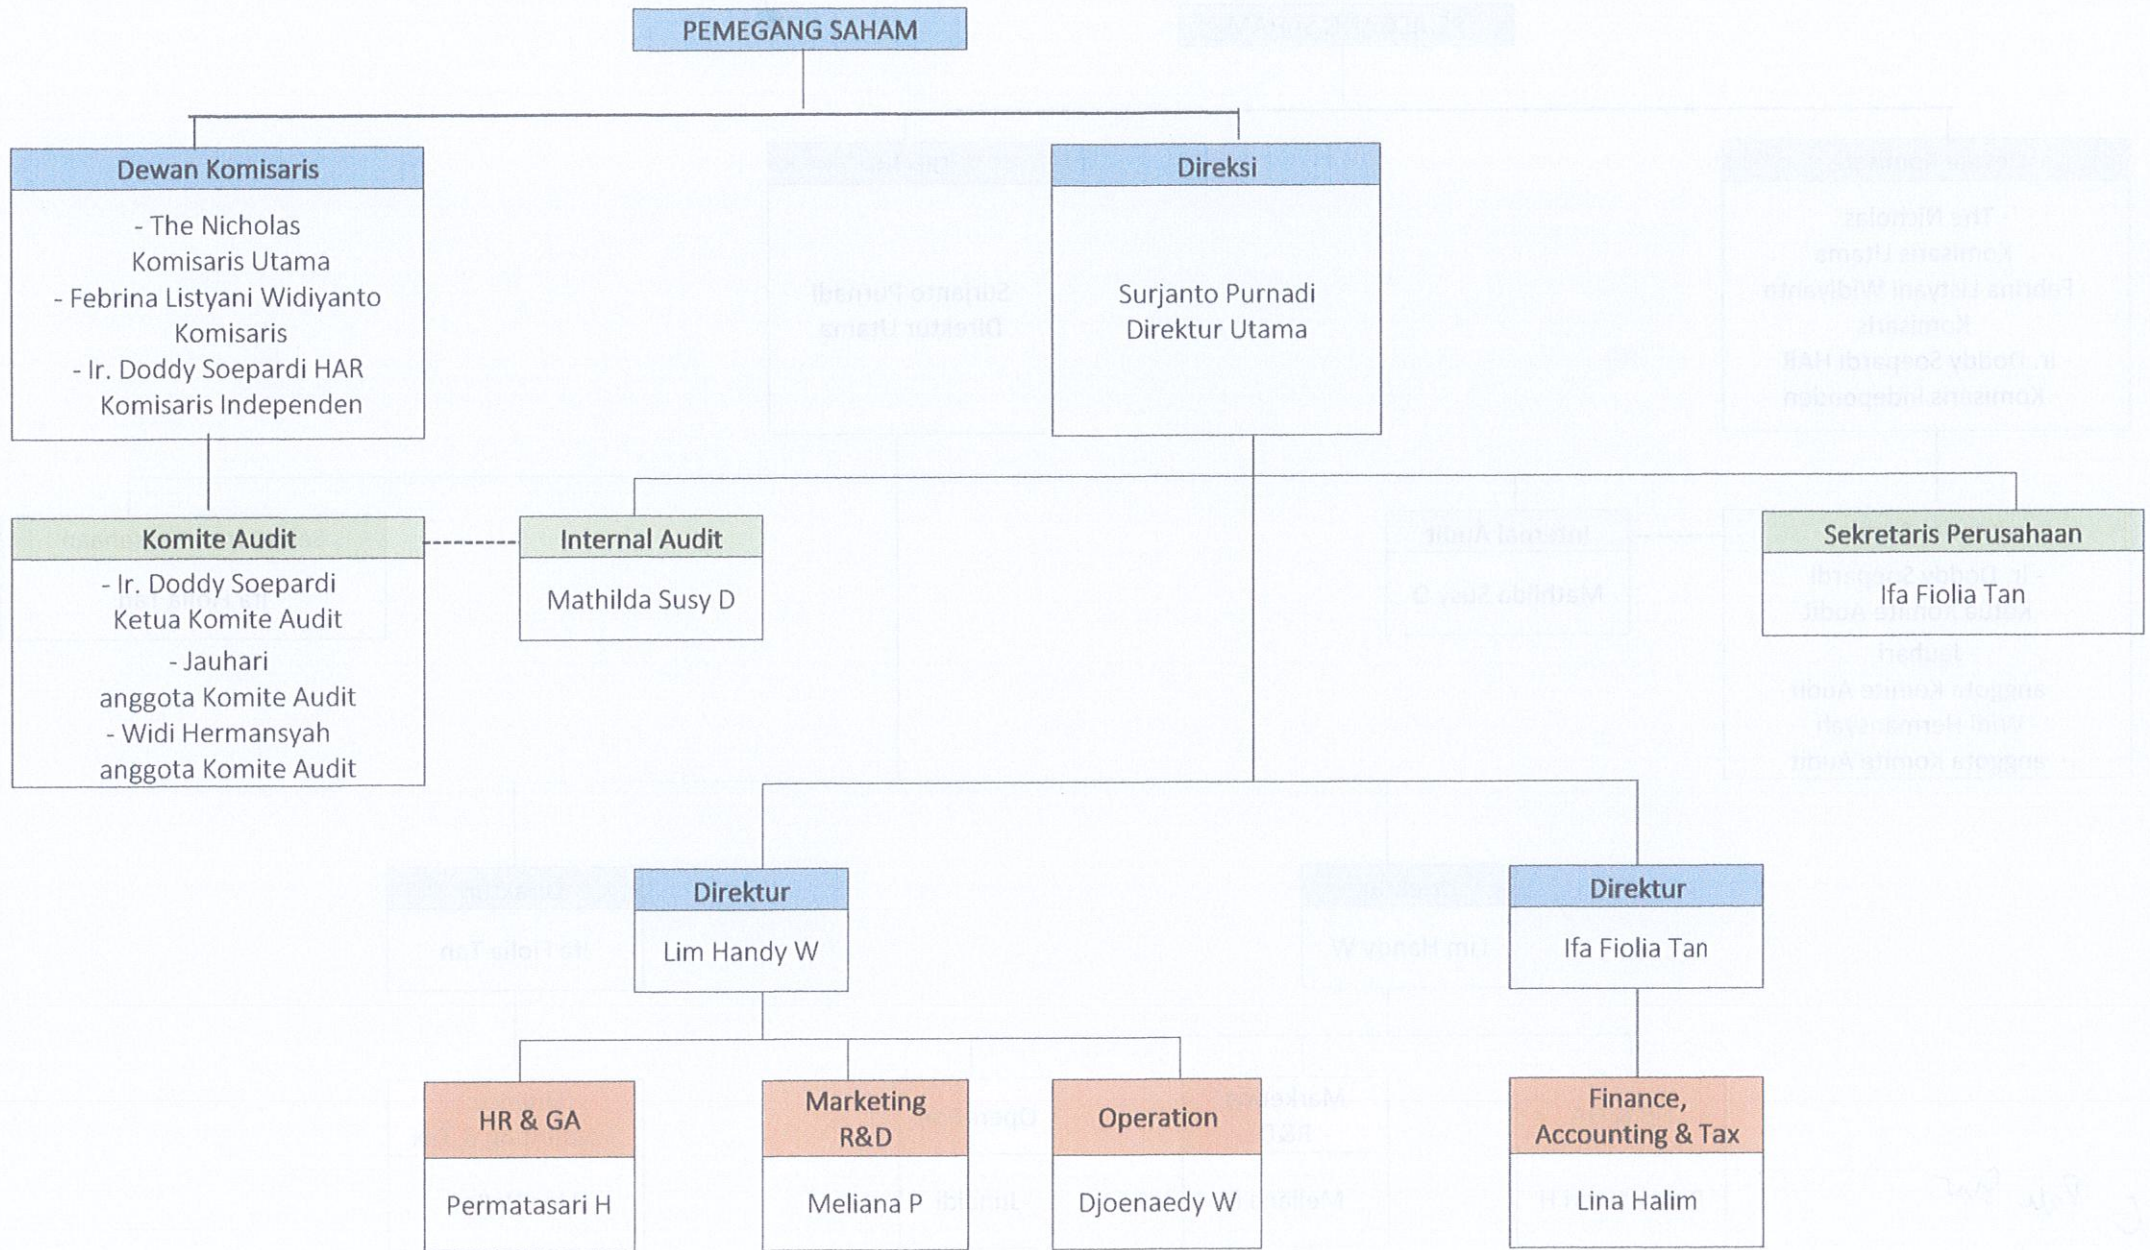 PEMEGANG SAHAM
Dewan Komisaris
- The Nicholas
Komisaris Utama
- Febrina Listyani Widiyanto
Komisaris
- Ir. Doddy Soepardi HAR
Komisaris Independen
Direksi
Surjanto Purnadi
Direktur Utama
Komite Audit
- Ir. Doddy Soepardi
Ketua Komite Audit
- Jauhari
anggota Komite Audit
- Widi Hermansyah
anggota Komite Audit
Internal Audit
Mathilda Susy D
Sekretaris Perusahaan
Ifa Fiolia Tan
Direktur
Lim Handy W
Direktur
Ifa Fiolia Tan
HR & GA
Permatasari H
Marketing
R&D
Meliana P
Operation
Djoenaedy W
Finance,
Accounting & Tax
Lina Halim